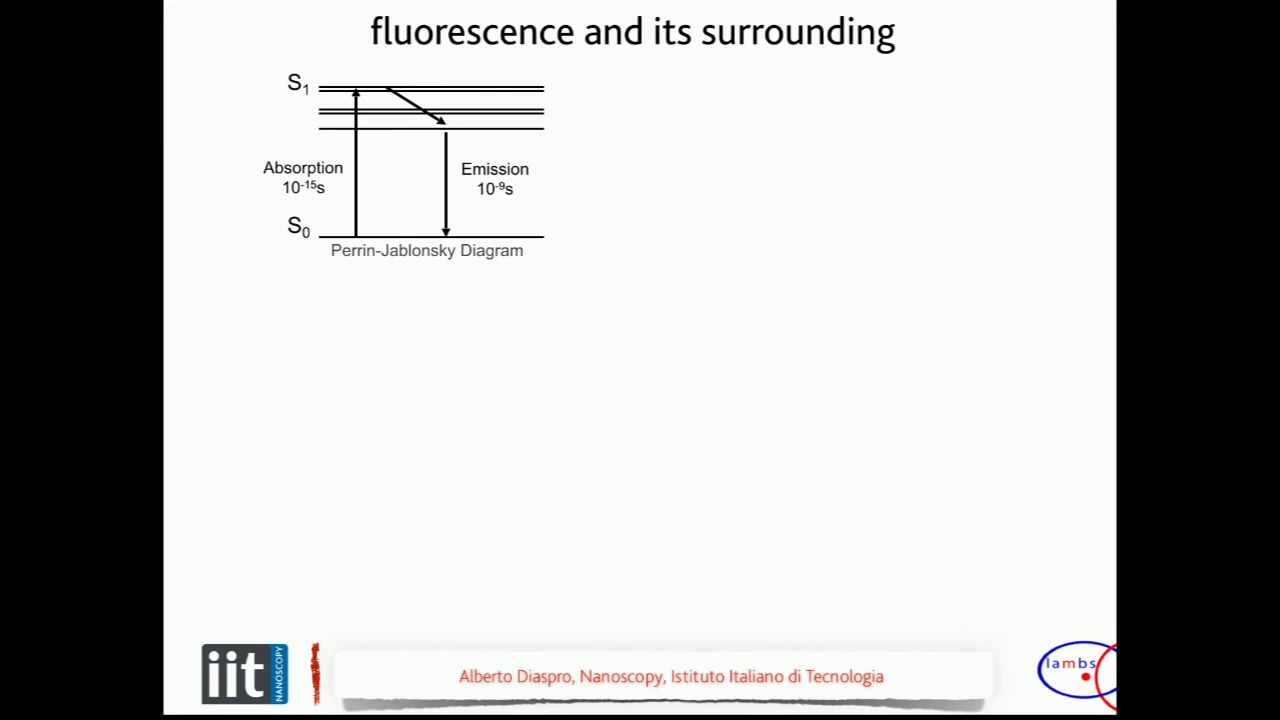 fluorescence and its surrounding
S₁
Absorption
10⁻¹⁵s
Emission
10⁻⁹s
S₀
Perrin-Jablonsky Diagram
iit
NANOSCOPY
Alberto Diaspro, Nanoscopy, Istituto Italiano di Tecnologia
lambs